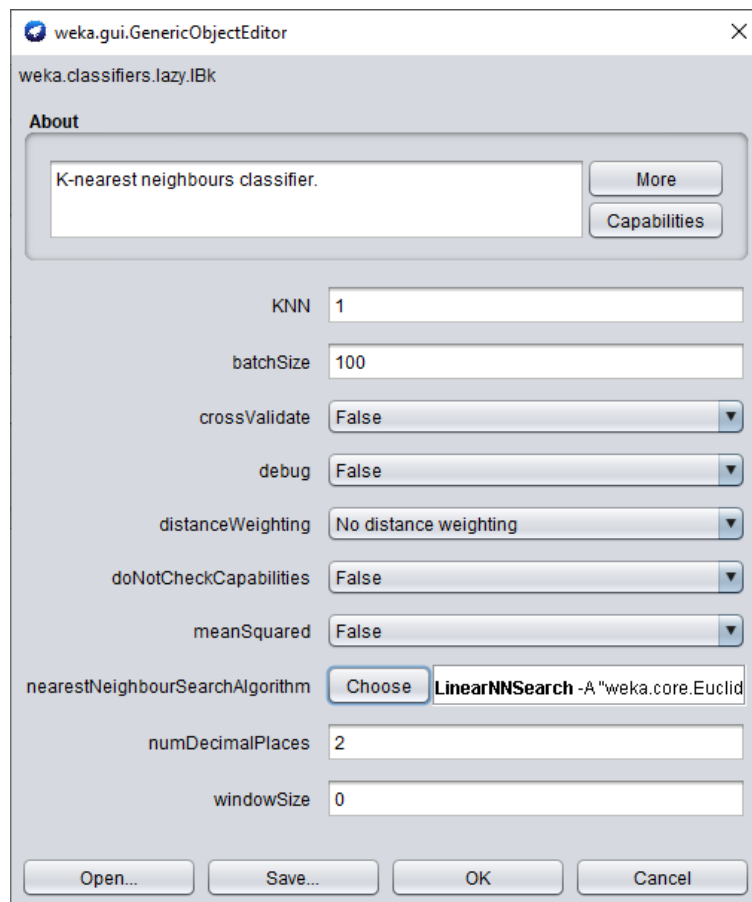 weka.gui.GenericObjectEditor
weka.classifiers.lazy.IBk
About
K-nearest neighbours classifier.
More
Capabilities
KNN 1
batchSize 100
crossValidate False
debug False
distanceWeighting No distance weighting
doNotCheckCapabilities False
meanSquared False
nearestNeighbourSearchAlgorithm Choose LinearNNSearch -A "weka.core.Euclid
numDecimalPlaces 2
windowSize 0
Open... Save... OK Cancel